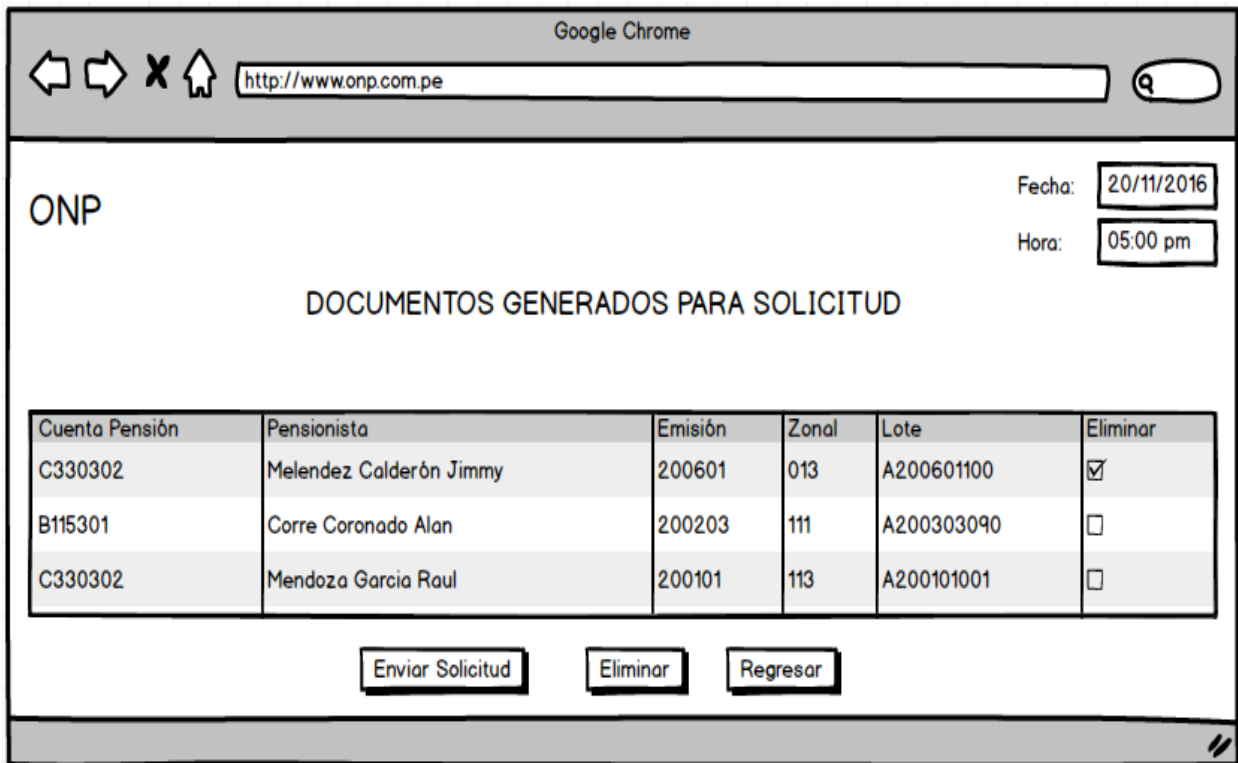 Google Chrome
http://www.onp.com.pe
Fecha: 20/11/2016
ONP
Hora: 05:00 pm
DOCUMENTOS GENERADOS PARA SOLICITUD
Cuenta Pensión Pensionista Emisión Zonal Lote Eliminar
C330302 Melendez Calderón Jimmy 200601 013 A200601100
B115301 Corre Coronado Alan 200203 111 A200303090
C330302 Mendoza Garcia Raul 200101 113 A200101001
Enviar Solicitud Eliminar Regresar